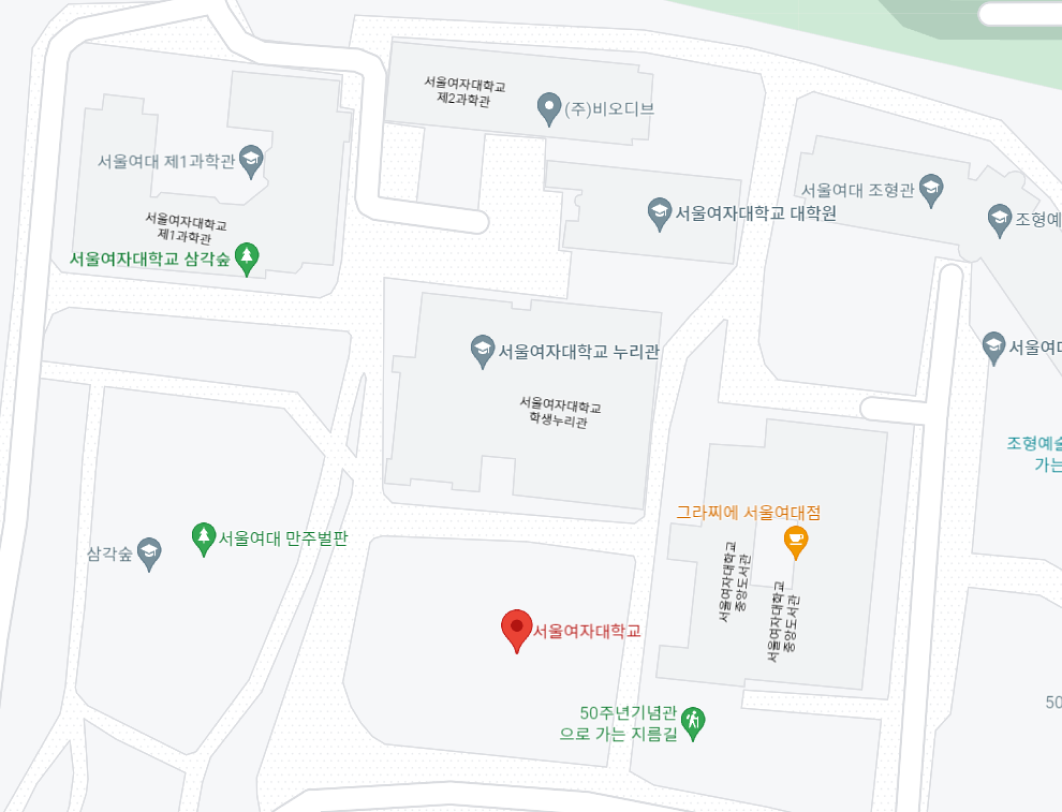 서울여자대학교
제2과학관
(주)비오디브
서울여대 제1과학관
서울여대 조형관
서울여자대학교 대학원
조형예
서울여자대학교
제1과학관
서울여자대학교 삼각숲
서울여자대학교 누리관
서울여대
서울여자대학교
학생누리관
조형예술
가는
그라찌에 서울여대점
서울여대 만주벌판
삼각숲
서울여자대학교
중앙도서관
서울여자대학교
중앙도서관
서울여자대학교
50주년기념관
으로 가는 지름길
50